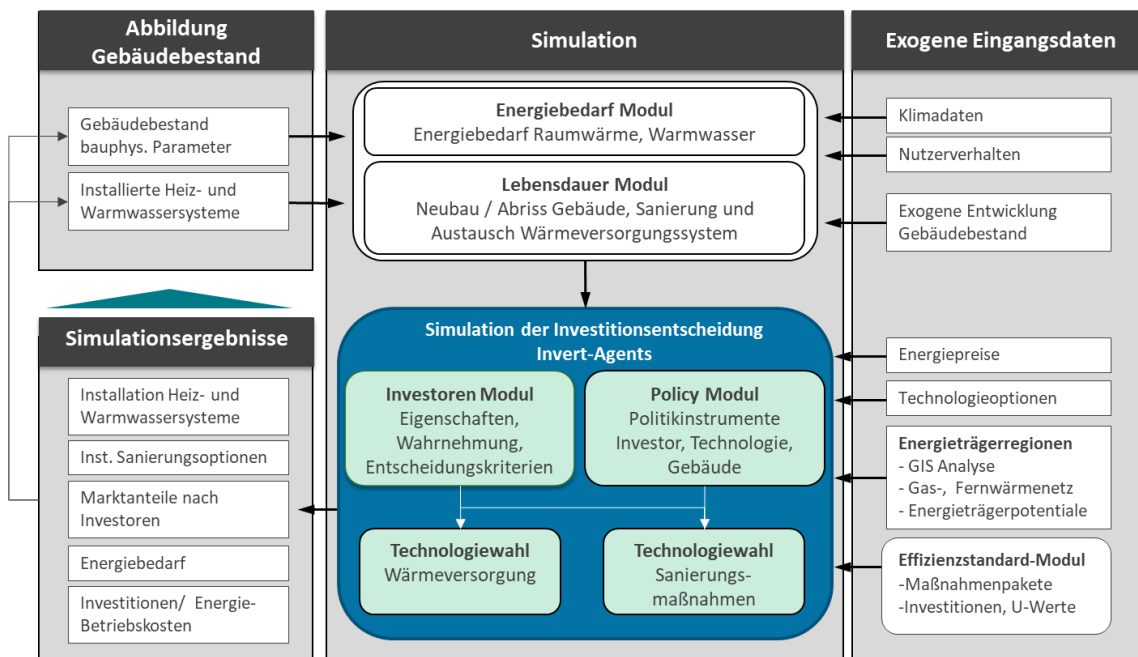 Abbildung
Gebäudebestand
Gebäudebestand
bauphys. Parameter
Installierte Heiz- und
Warmwassersysteme
Simulationsergebnisse
Installation Heiz- und
Warmwassersysteme
Inst. Sanierungsoptionen
Marktanteile nach
Investoren
Energiebedarf
Investitionen/ Energie-
Betriebskosten
Simulation
Energiebedarf Modul
Energiebedarf Raumwärme, Warmwasser
Lebensdauer Modul
Neubau / Abriss Gebäude, Sanierung und
Austausch Wärmeversorgungssystem
Simulation der Investitionsentscheidung
Invert-Agents
Investoren Modul
Eigenschaften,
Wahrnehmung,
Entscheidungskriterien
Policy Modul
Politikinstrumente
Investor, Technologie,
Gebäude
Technologiewahl
Wärmeversorgung
Technologiewahl
Sanierungs-
maßnahmen
Exogene Eingangsdaten
Klimadaten
Nutzerverhalten
Exogene Entwicklung
Gebäudebestand
Energiepreise
Technologieoptionen
Energieträgerregionen
- GIS Analyse
- Gas-, Fernwärmenetz
- Energieträgerpotentiale
Effizienzstandard-Modul
-Maßnahmenpakete
-Investitionen, U-Werte